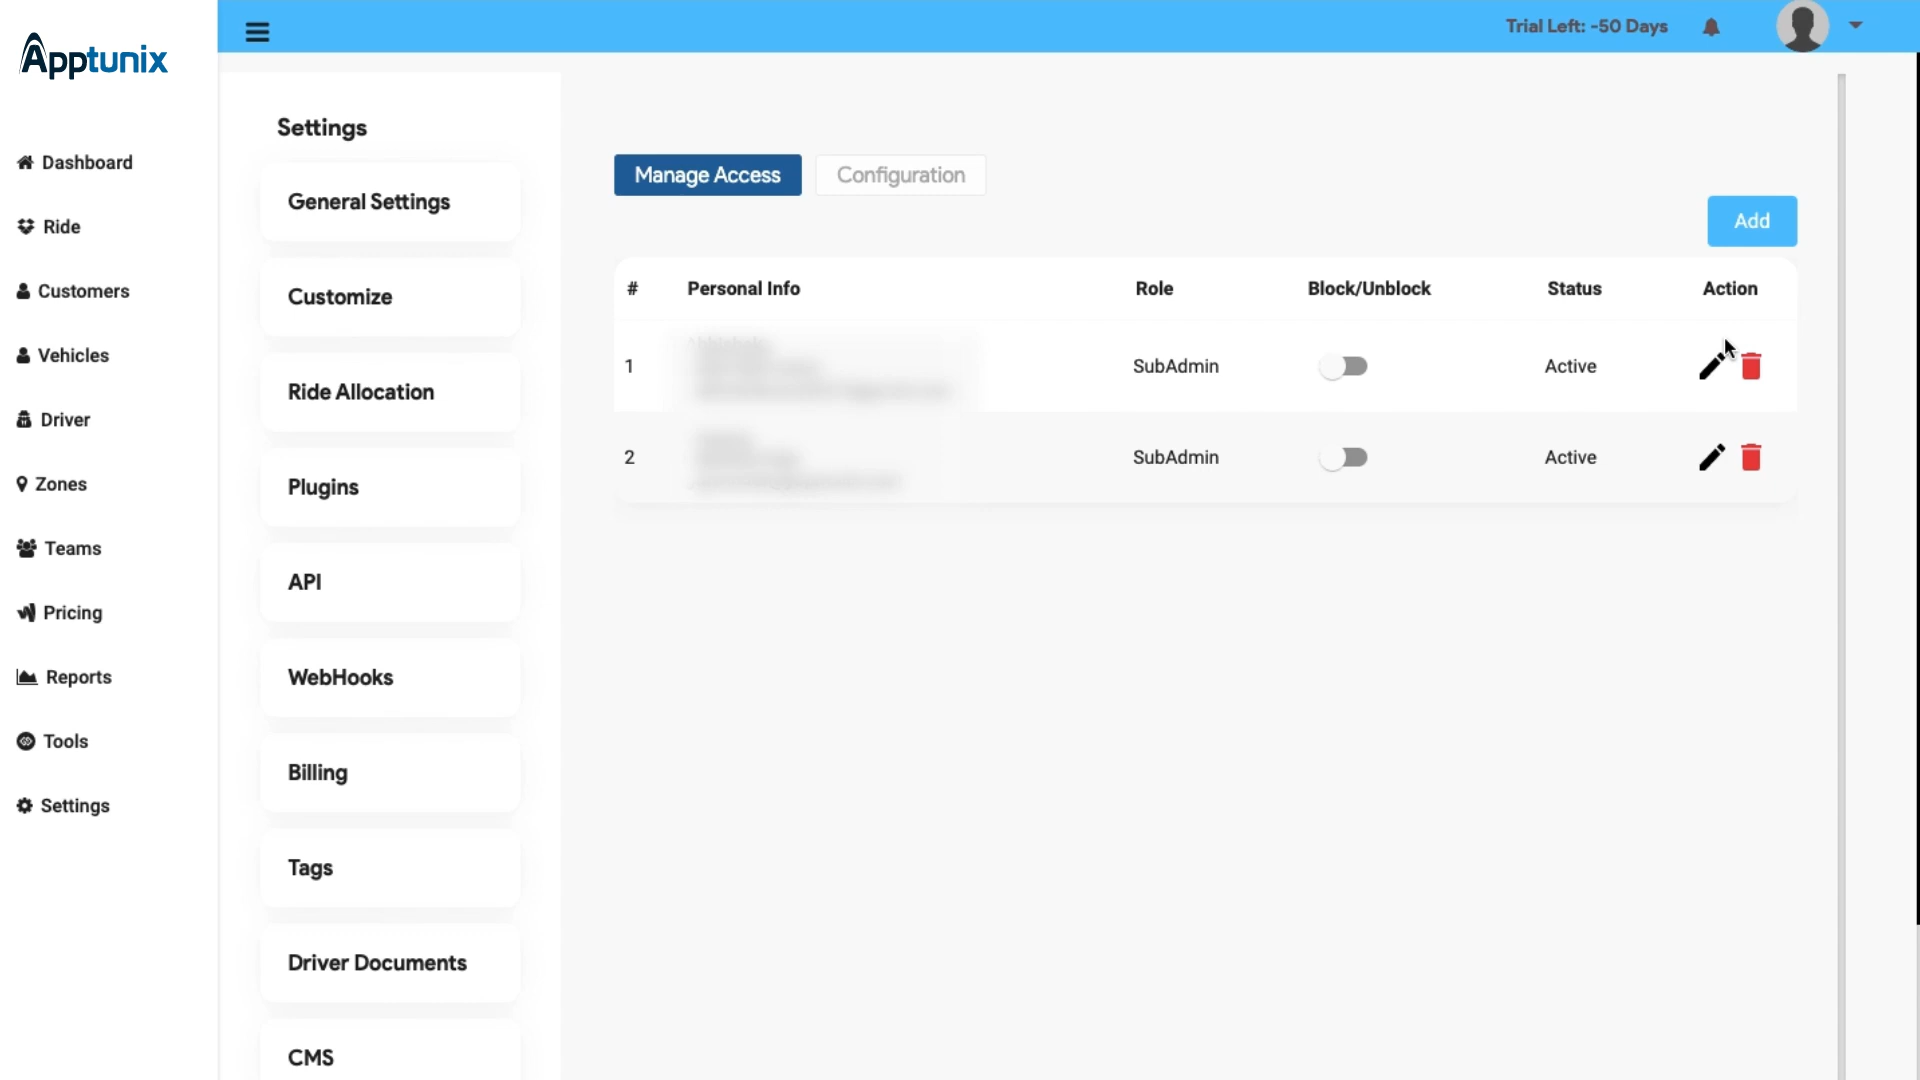 Apptunix
Trial Left: -50 Days
Dashboard
Ride
Customers
Vehicles
Driver
Zones
Teams
Pricing
Reports
Tools
Settings
Settings
General Settings
Customize
Ride Allocation
Plugins
API
WebHooks
Billing
Tags
Driver Documents
CMS
Manage Access Configuration
Add
# Personal Info Role Block/Unblock Status Action
1 SubAdmin Active
2 SubAdmin Active